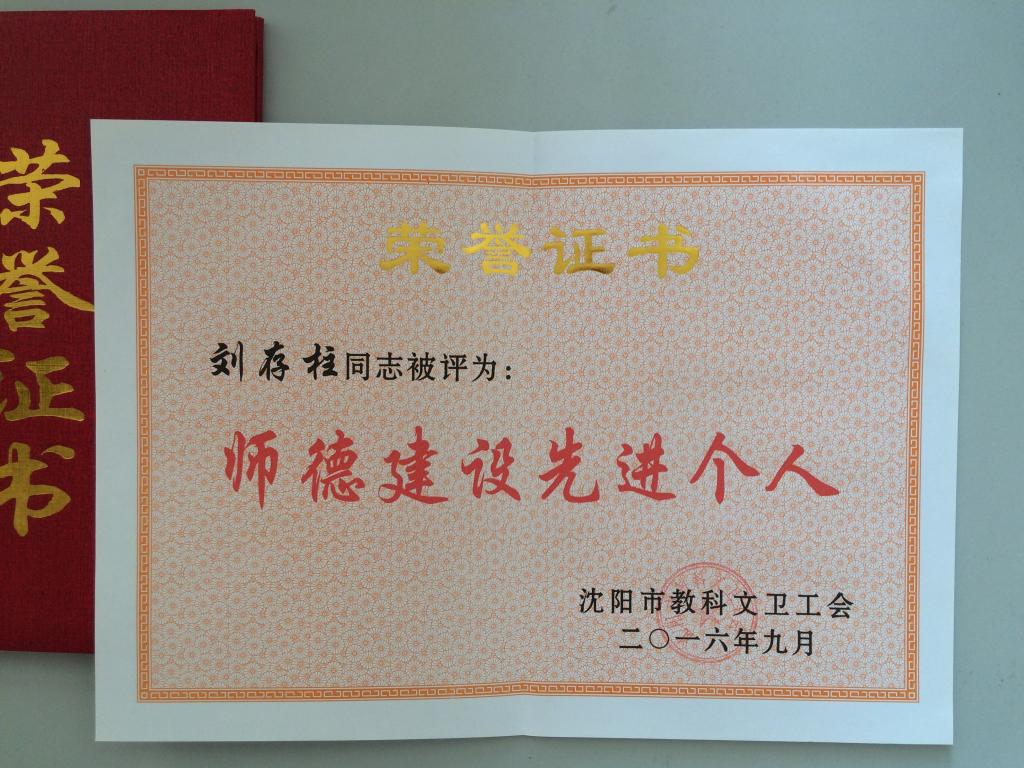 荣誉证书
荣誉证书
刘存柱同志被评为：
师德建设先进个人
沈阳市教科文卫工会
二〇一六年九月